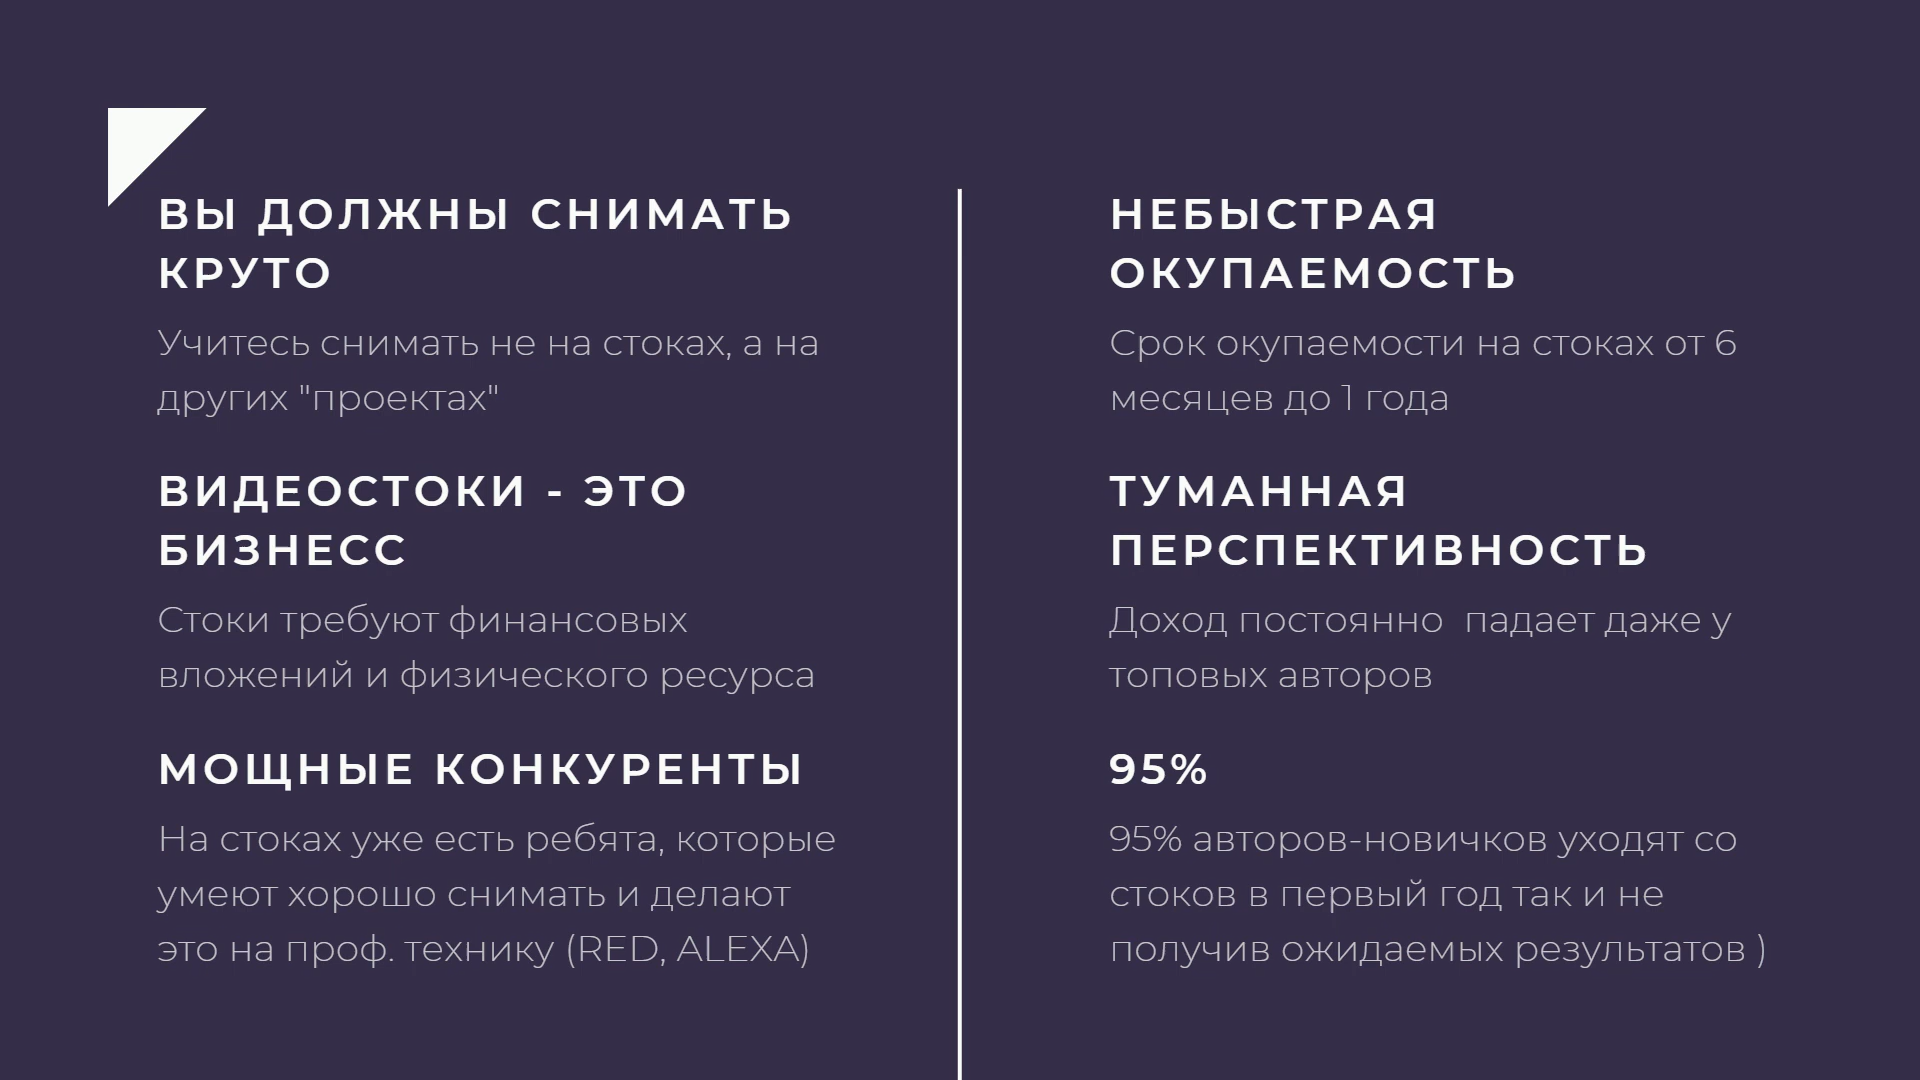 ВЫ ДОЛЖНЫ СНИМАТЬ
КРУТО
Учитесь снимать не на стоках, а на
других "проектах"
ВИДЕОСТОКИ - ЭТО
БИЗНЕСС
Стоки требуют финансовых
вложений и физического ресурса
МОЩНЫЕ КОНКУРЕНТЫ
На стоках уже есть ребята, которые
умеют хорошо снимать и делают
это на проф. технику (RED, ALEXA)
НЕБЫСТРАЯ
ОКУПАЕМОСТЬ
Срок окупаемости на стоках от 6
месяцев до 1 года
ТУМАННАЯ
ПЕРСПЕКТИВНОСТЬ
Доход постоянно  падает даже у
топовых авторов
95%
95% авторов-новичков уходят со
стоков в первый год так и не
получив ожидаемых результатов )